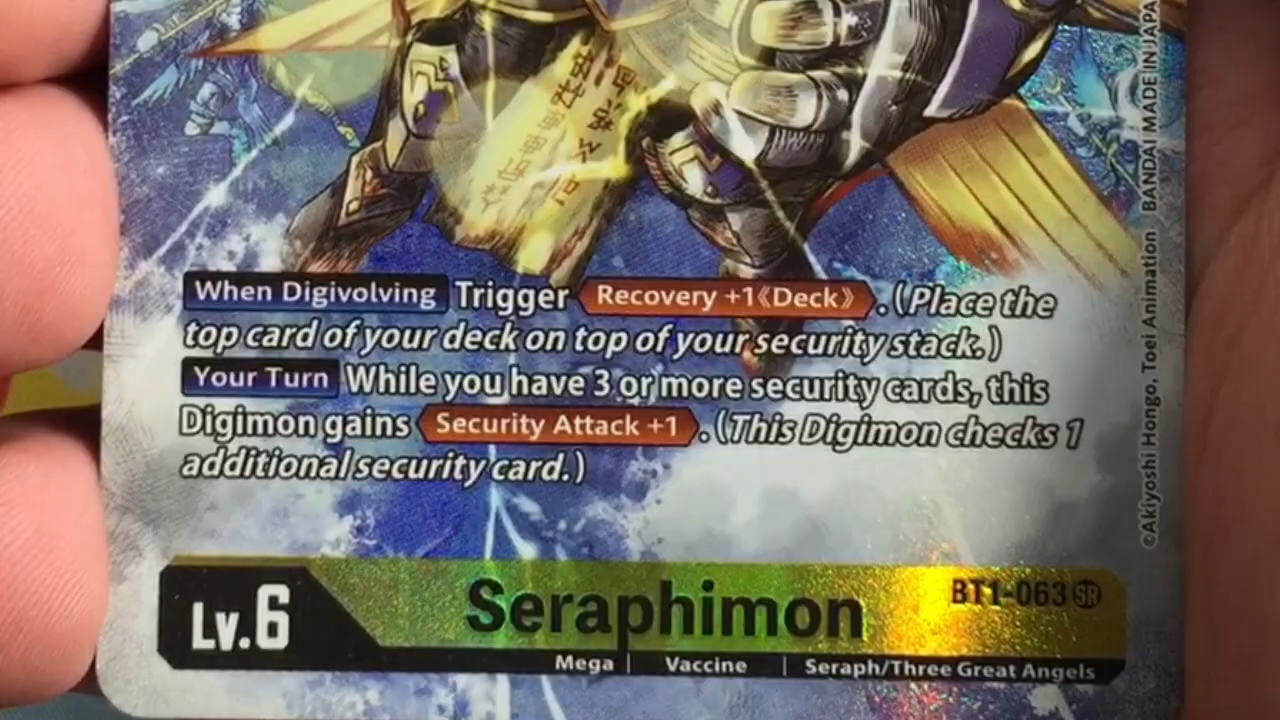 When Digivolving Trigger Recovery +1《Deck》. (Place the
top card of your deck on top of your security stack.)
Your Turn While you have 3 or more security cards, this
Digimon gains Security Attack +1. (This Digimon checks 1
additional security card.)
Lv.6
Seraphimon
BT1-063 SR
Mega | Vaccine | Seraph/Three Great Angels
©Akiyoshi Hongo, Toei Animation BANDAI MADE IN JAPA